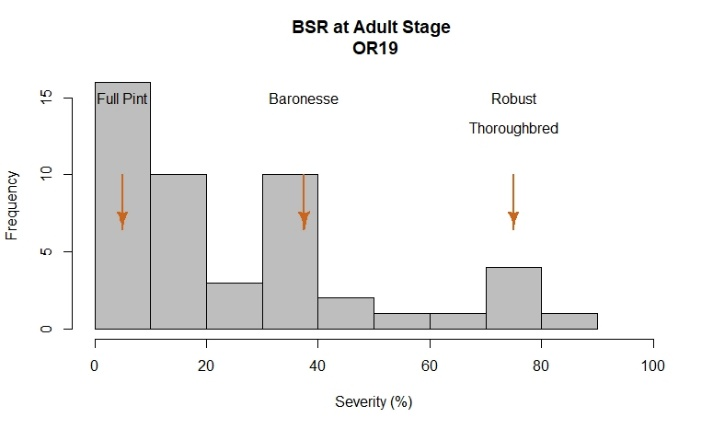 BSR at Adult Stage
OR19
Full Pint
Baronesse
Robust
Thoroughbred
Frequency
15
10
5
0
0
20
40
60
80
100
Severity (%)